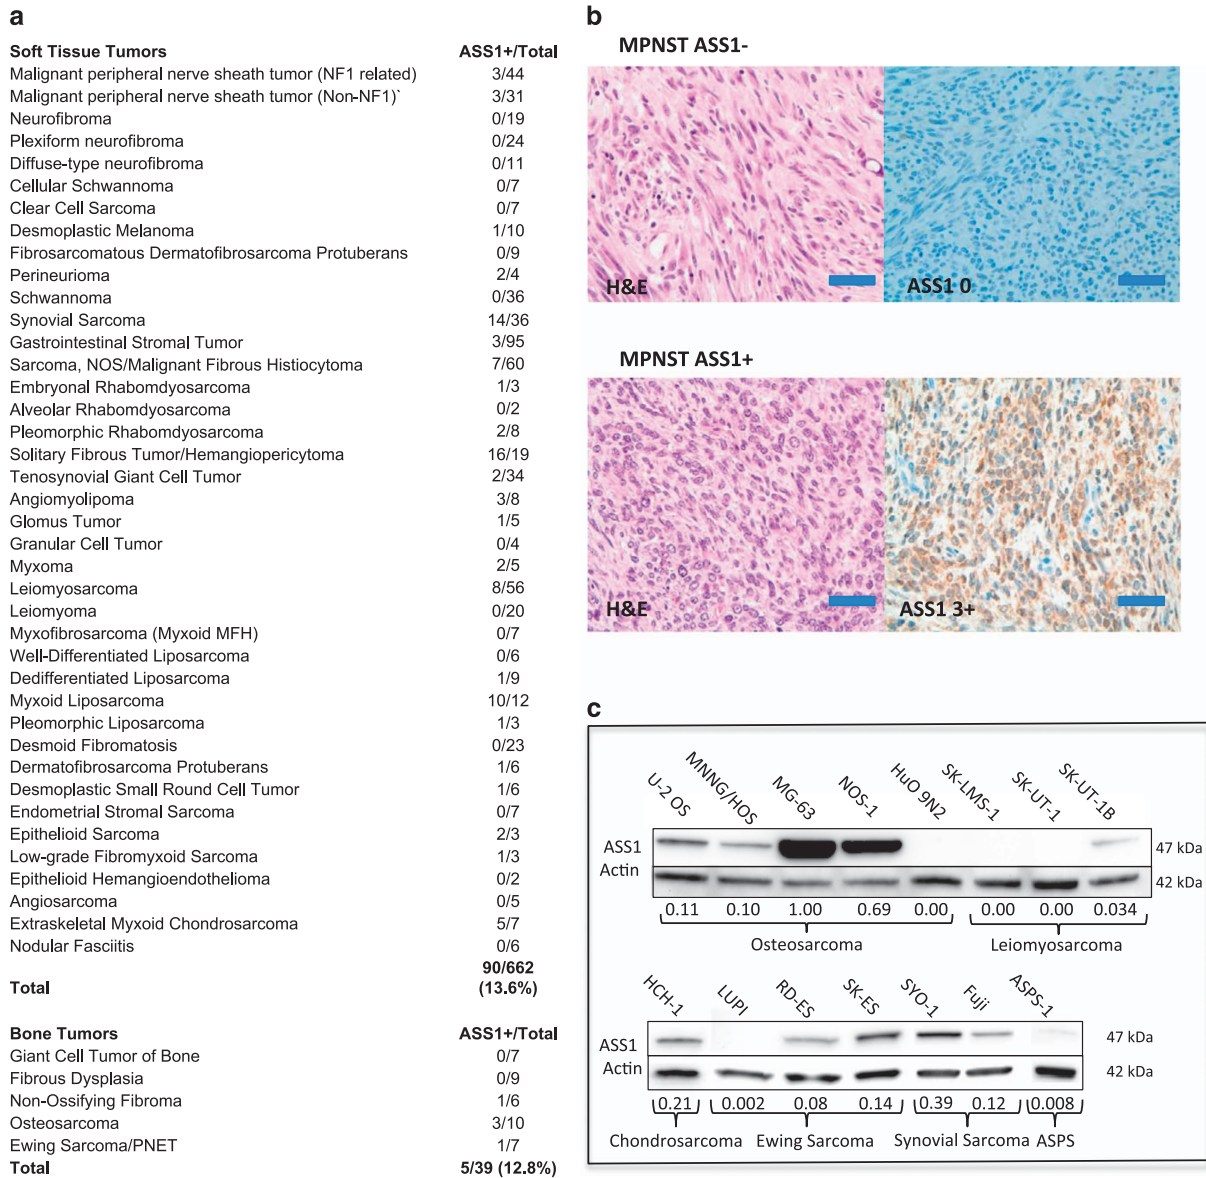 a
Soft Tissue Tumors ASS1+/Total
Malignant peripheral nerve sheath tumor (NF1 related) 3/44
Malignant peripheral nerve sheath tumor (Non-NF1)` 3/31
Neurofibroma 0/19
Plexiform neurofibroma 0/24
Diffuse-type neurofibroma 0/11
Cellular Schwannoma 0/7
Clear Cell Sarcoma 0/7
Desmoplastic Melanoma 1/10
Fibrosarcomatous Dermatofibrosarcoma Protuberans 0/9
Perineurioma 2/4
Schwannoma 0/36
Synovial Sarcoma 14/36
Gastrointestinal Stromal Tumor 3/95
Sarcoma, NOS/Malignant Fibrous Histiocytoma 7/60
Embryonal Rhabomdyosarcoma 1/3
Alveolar Rhabomdyosarcoma 0/2
Pleomorphic Rhabomdyosarcoma 2/8
Solitary Fibrous Tumor/Hemangiopericytoma 16/19
Tenosynovial Giant Cell Tumor 2/34
Angiomyolipoma 3/8
Glomus Tumor 1/5
Granular Cell Tumor 0/4
Myxoma 2/5
Leiomyosarcoma 8/56
Leiomyoma 0/20
Myxofibrosarcoma (Myxoid MFH) 0/7
Well-Differentiated Liposarcoma 0/6
Dedifferentiated Liposarcoma 1/9
Myxoid Liposarcoma 10/12
Pleomorphic Liposarcoma 1/3
Desmoid Fibromatosis 0/23
Dermatofibrosarcoma Protuberans 1/6
Desmoplastic Small Round Cell Tumor 1/6
Endometrial Stromal Sarcoma 0/7
Epithelioid Sarcoma 2/3
Low-grade Fibromyxoid Sarcoma 1/3
Epithelioid Hemangioendothelioma 0/2
Angiosarcoma 0/5
Extraskeletal Myxoid Chondrosarcoma 5/7
Nodular Fasciitis 0/6
90/662
Total (13.6%)
Bone Tumors ASS1+/Total
Giant Cell Tumor of Bone 0/7
Fibrous Dysplasia 0/9
Non-Ossifying Fibroma 1/6
Osteosarcoma 3/10
Ewing Sarcoma/PNET 1/7
Total 5/39 (12.8%)
b
MPNST ASS1-
H&E ASS1 0
MPNST ASS1+
H&E ASS1 3+
c
U-2 OS MNNG/HOS MG-63 NOS-1 HuO 9N2 SK-LMS-1 SK-UT-1 SK-UT-1B
ASS1 47 kDa
Actin 42 kDa
0.11 0.10 1.00 0.69 0.00 0.00 0.00 0.034
Osteosarcoma Leiomyosarcoma
HCH-1 LUPI RD-ES SK-ES SYO-1 Fuji ASPS-1
ASS1 47 kDa
Actin 42 kDa
0.21 0.002 0.08 0.14 0.39 0.12 0.008
Chondrosarcoma Ewing Sarcoma Synovial Sarcoma ASPS